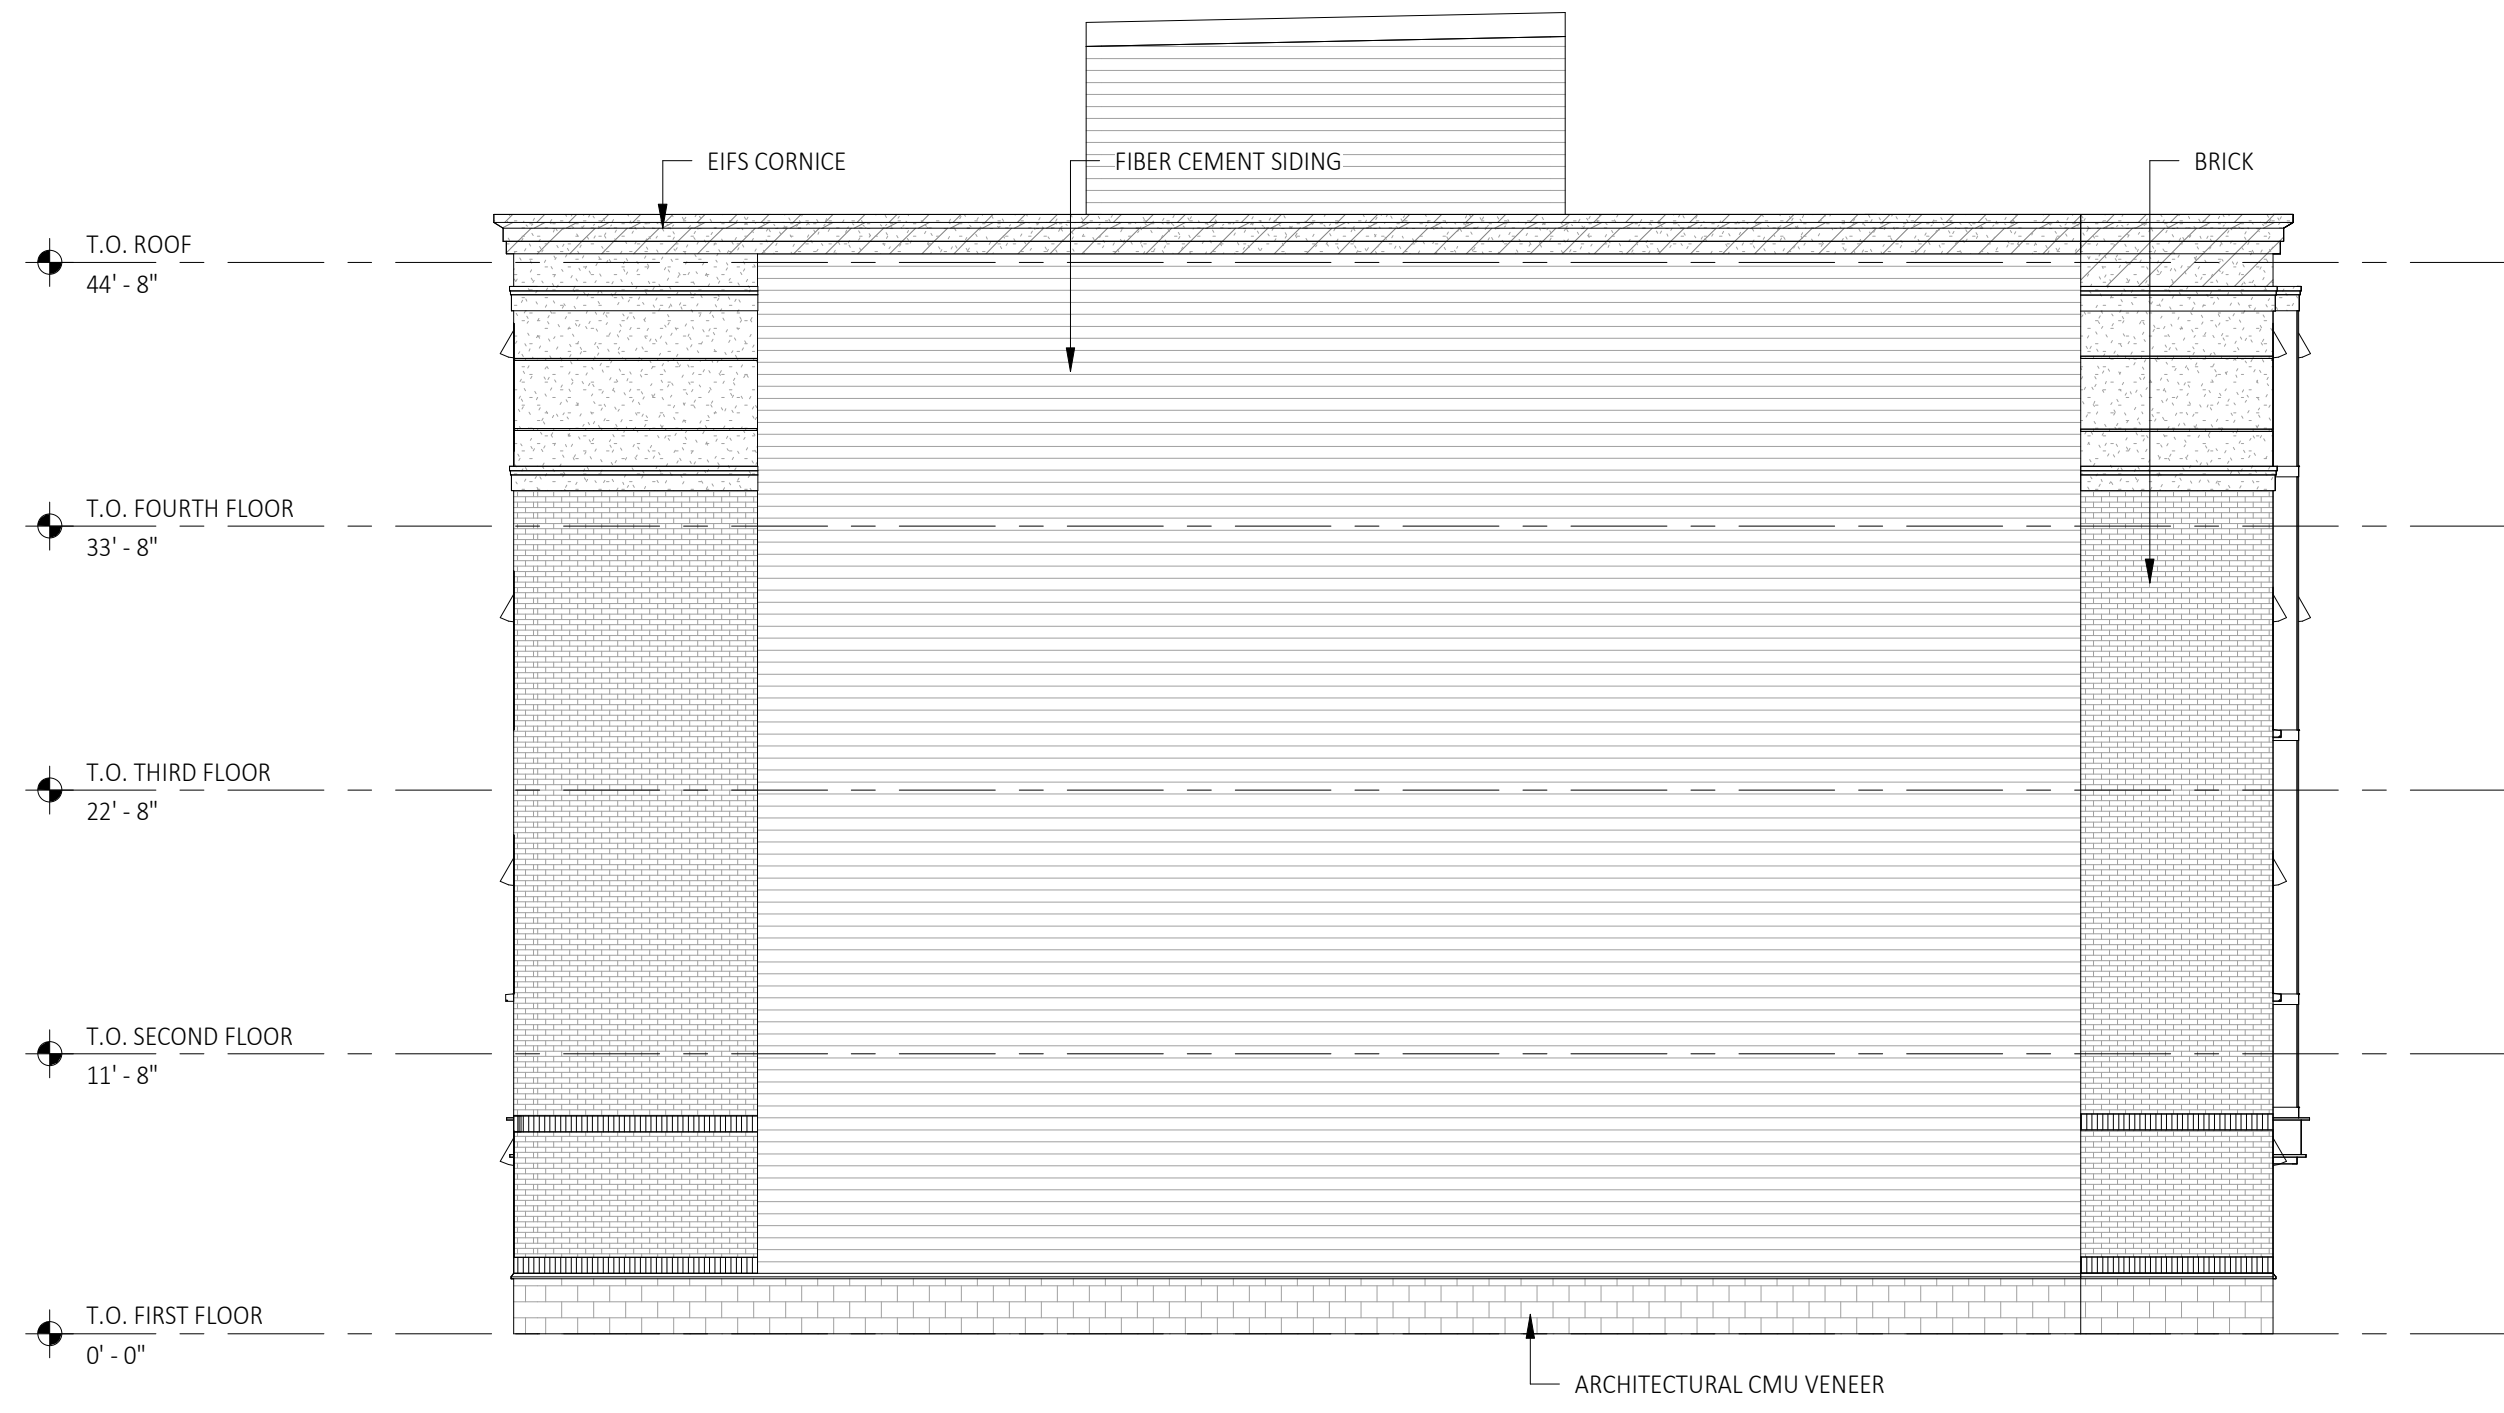 EIFS CORNICE
FIBER CEMENT SIDING
BRICK
T.O. ROOF
44' - 8"
T.O. FOURTH FLOOR
33' - 8"
T.O. THIRD FLOOR
22' - 8"
T.O. SECOND FLOOR
11' - 8"
T.O. FIRST FLOOR
0' - 0"
ARCHITECTURAL CMU VENEER